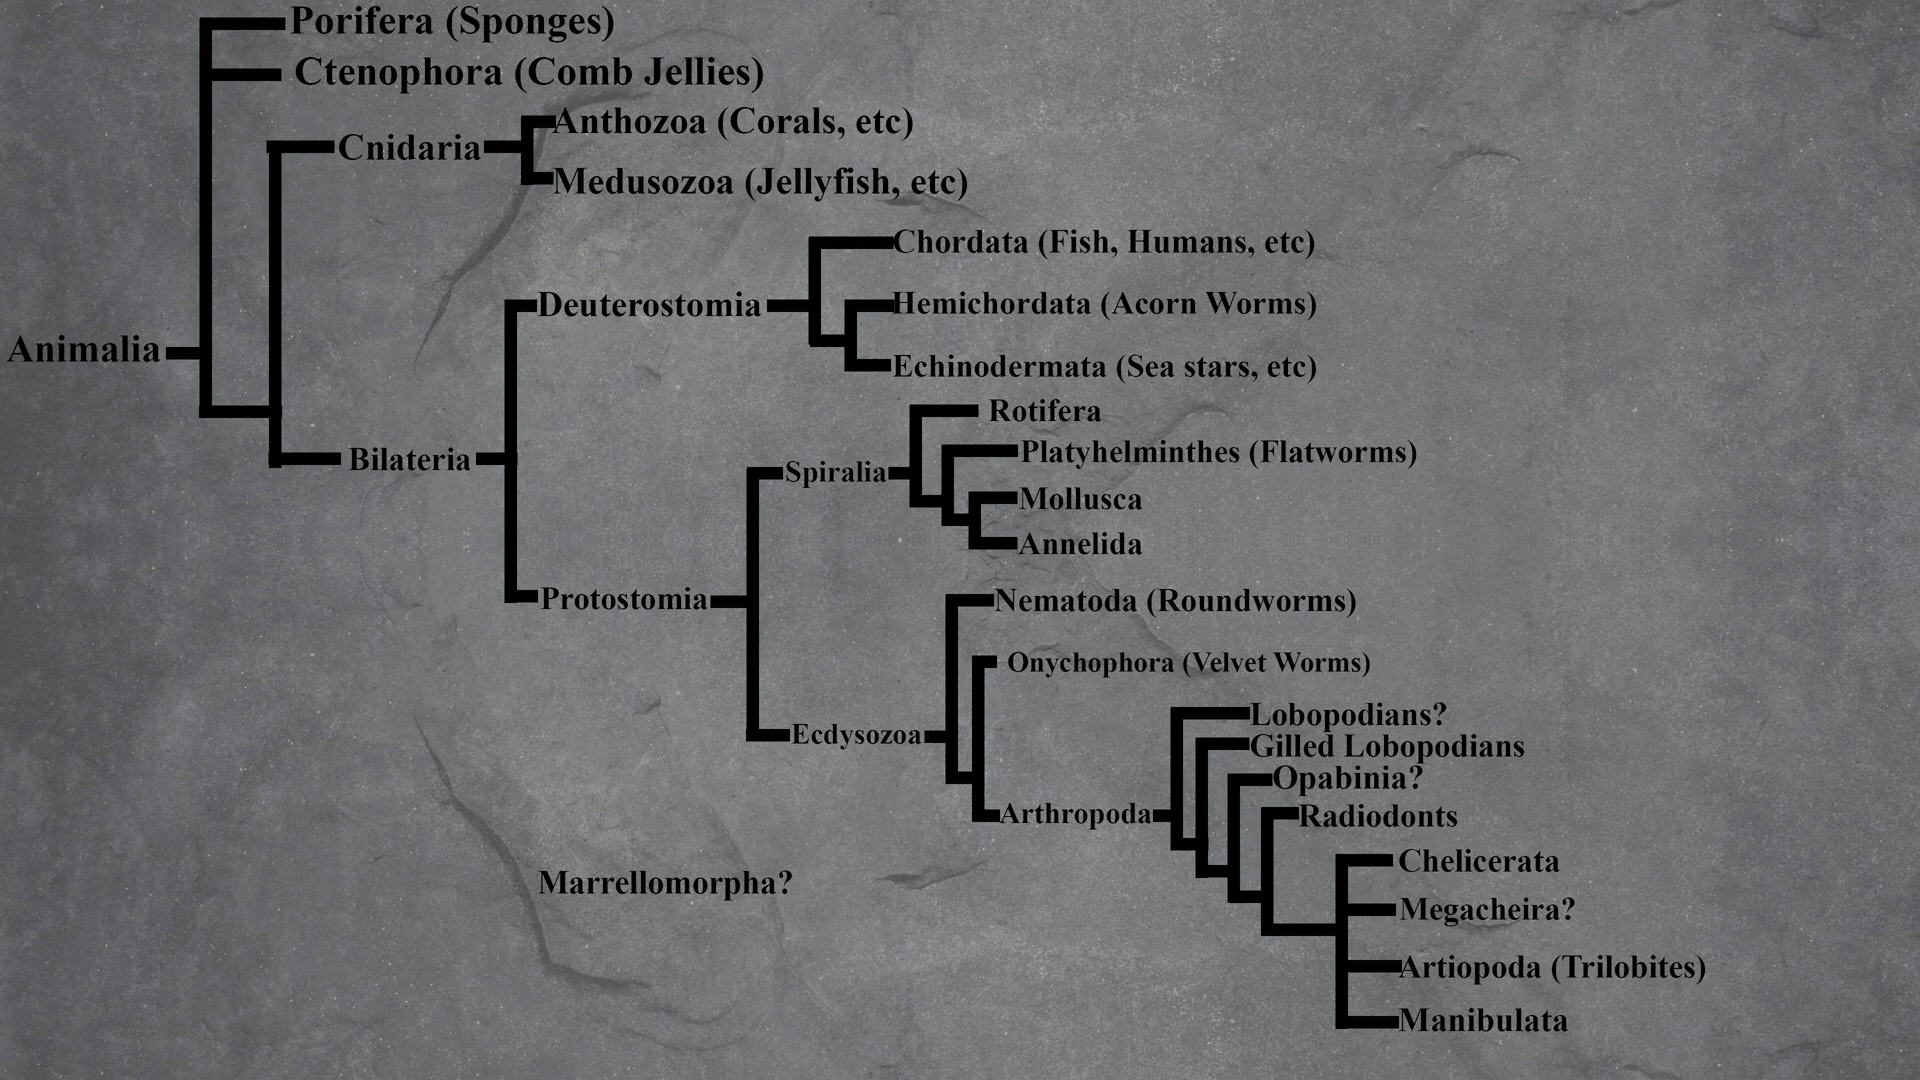 Porifera (Sponges)
Ctenophora (Comb Jellies)
Anthozoa (Corals, etc)
Cnidaria
Medusozoa (Jellyfish, etc)
Chordata (Fish, Humans, etc)
Deuterostomia
Hemichordata (Acorn Worms)
Animalia
Echinodermata (Sea stars, etc)
Rotifera
Platyhelminthes (Flatworms)
Bilateria
Spiralia
Mollusca
Annelida
Protostomia
Nematoda (Roundworms)
Onychophora (Velvet Worms)
Lobopodians?
Ecdysozoa
Gilled Lobopodians
Opabinia?
Arthropoda
Radiodonts
Chelicerata
Marrellomorpha?
Megacheira?
Artiopoda (Trilobites)
Manibulata